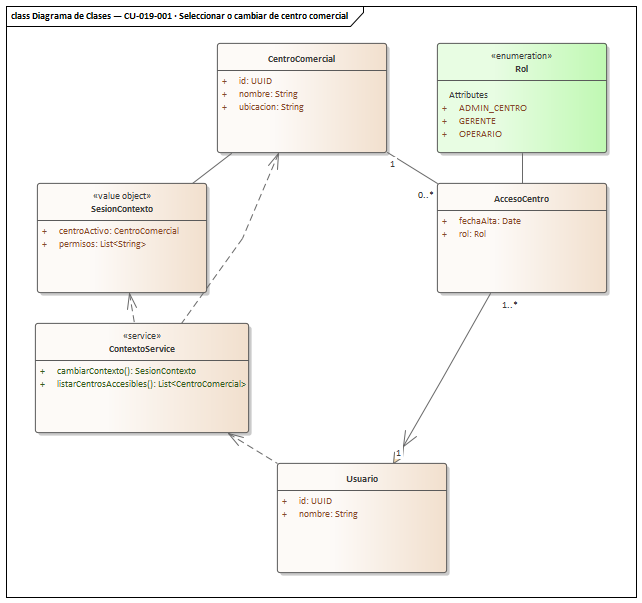 class Diagrama de Clases — CU-019-001 · Seleccionar o cambiar de centro comercial
CentroComercial
+ id: UUID
+ nombre: String
+ ubicacion: String
«enumeration»
Rol
Attributes
+ ADMIN_CENTRO
+ GERENTE
+ OPERARIO
1
0..*
«value object»
SesionContexto
+ centroActivo: CentroComercial
+ permisos: List<String>
AccesoCentro
+ fechaAlta: Date
+ rol: Rol
1..*
«service»
ContextoService
+ cambiarContexto(): SesionContexto
+ listarCentrosAccesibles(): List<CentroComercial>
1
Usuario
+ id: UUID
+ nombre: String